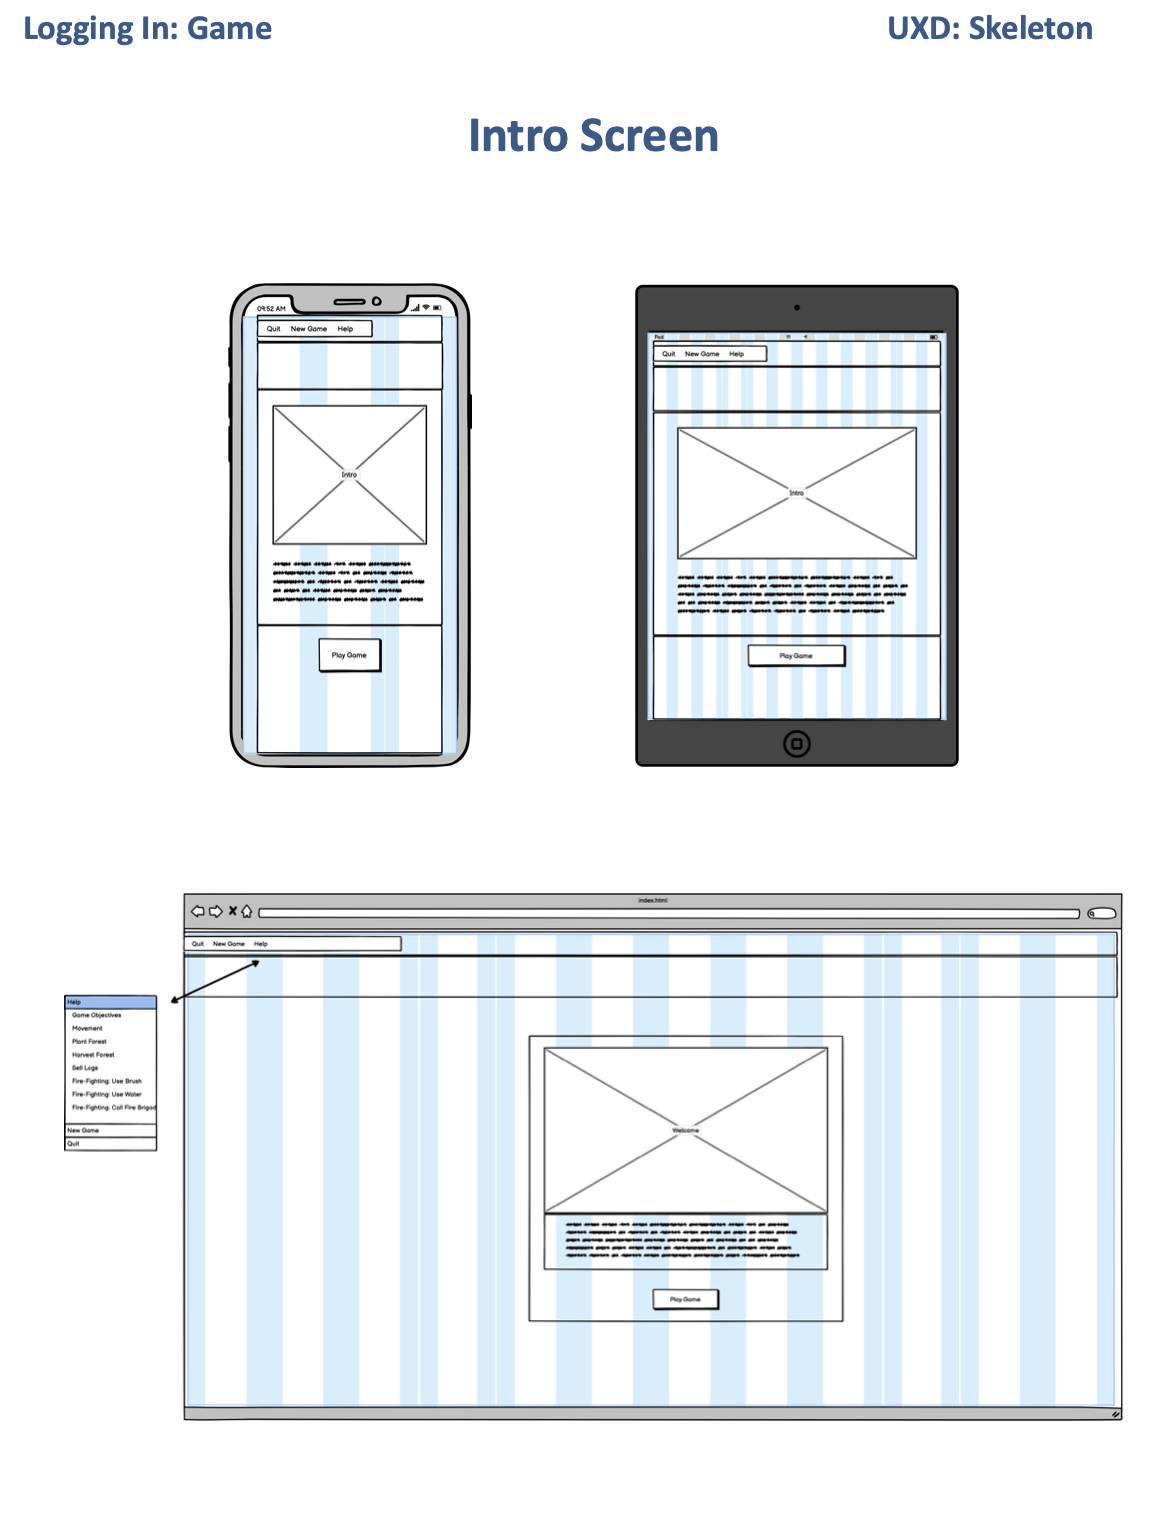 Logging In: Game
UXD: Skeleton
Intro Screen
09:52 AM
Quit New Game Help
Intro
Play Game
iPad
Quit New Game Help
Intro
Play Game
index.html
Quit New Game Help
Help
Game Objectives
Movement
Plant Forest
Harvest Forest
Sell Logs
Fire-Fighting: Use Brush
Fire-Fighting: Use Water
Fire-Fighting: Call Fire Brigad
New Game
Quit
Welcome
Play Game